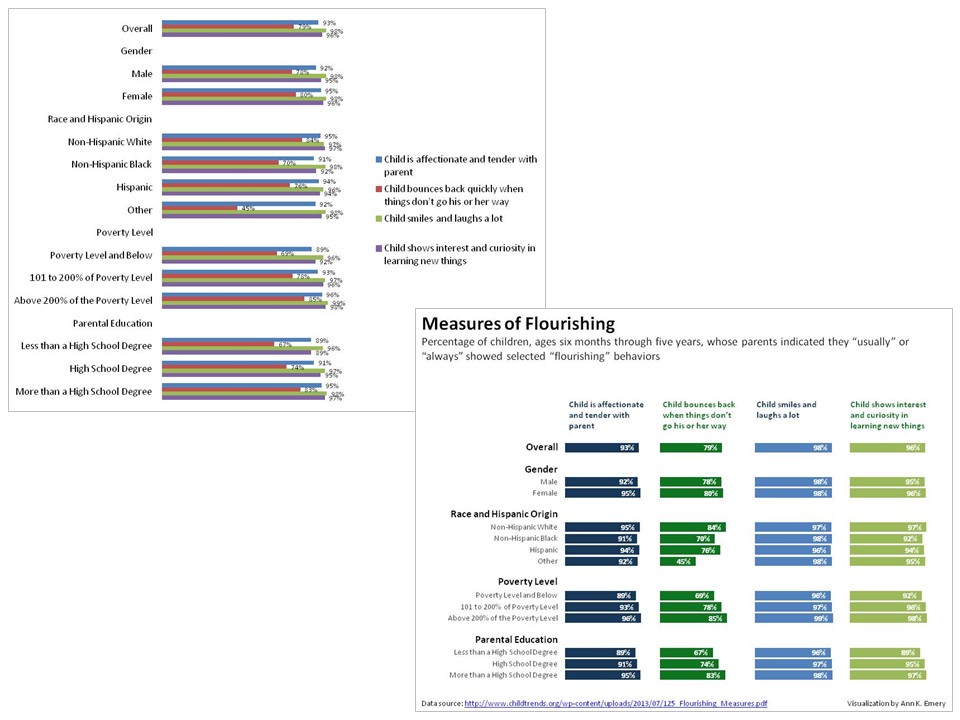 Overall
93%
79%
98%
96%
Gender
Male
92%
78%
98%
95%
Female
95%
80%
98%
96%
Race and Hispanic Origin
Non-Hispanic White
95%
84%
97%
97%
Non-Hispanic Black
91%
70%
98%
92%
Hispanic
94%
76%
96%
94%
Other
92%
45%
98%
95%
Poverty Level
Poverty Level and Below
89%
69%
96%
92%
101 to 200% of Poverty Level
93%
78%
97%
96%
Above 200% of the Poverty Level
96%
85%
99%
98%
Parental Education
Less than a High School Degree
89%
67%
96%
89%
High School Degree
91%
74%
97%
95%
More than a High School Degree
95%
83%
98%
97%
Child is affectionate and tender with
parent
Child bounces back quickly when
things don't go his or her way
Child smiles and laughs a lot
Child shows interest and curiosity in
learning new things
Measures of Flourishing
Percentage of children, ages six months through five years, whose parents indicated they "usually" or
"always" showed selected "flourishing" behaviors
Child is affectionate
and tender with
parent
Child bounces back
when things don't
go his or her way
Child smiles and
laughs a lot
Child shows interest
and curiosity in
learning new things
Overall 93% 79% 98% 96%
Gender
Male 92% 78% 98% 95%
Female 95% 80% 98% 96%
Race and Hispanic Origin
Non-Hispanic White 95% 84% 97% 97%
Non-Hispanic Black 91% 70% 98% 92%
Hispanic 94% 76% 96% 94%
Other 92% 45% 98% 95%
Poverty Level
Poverty Level and Below 89% 69% 96% 92%
101 to 200% of Poverty Level 93% 78% 97% 96%
Above 200% of the Poverty Level 96% 85% 99% 98%
Parental Education
Less than a High School Degree 89% 67% 96% 89%
High School Degree 91% 74% 97% 95%
More than a High School Degree 95% 83% 98% 97%
Data source: http://www.childtrends.org/wp-content/uploads/2013/07/125_Flourishing_Measures.pdf
Visualization by Ann K. Emery